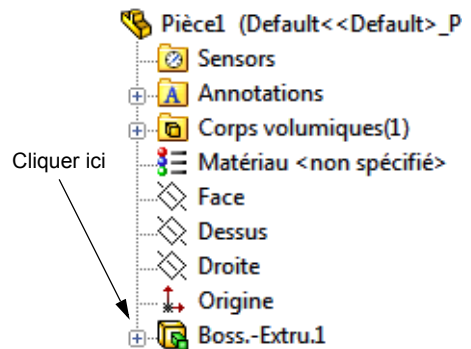 Pièce1 (Default<<Default>_P
Sensors
Annotations
Corps volumiques(1)
Cliquer ici
Matériau <non spécifié>
Face
Dessus
Droite
Origine
Boss.-Extru.1